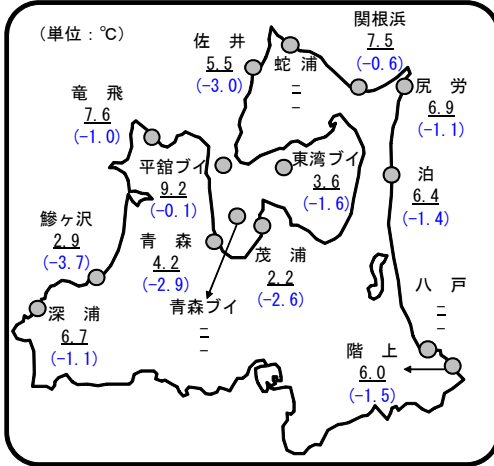 （単位：℃）
関根浜
7.5
(-0.6)
佐　井
5.5
(-3.0)
蛇　浦
－
－
尻　労
6.9
(-1.1)
竜　飛
7.6
(-1.0)
平舘ブイ
9.2
(-0.1)
東湾ブイ
3.6
(-1.6)
泊
6.4
(-1.4)
鰺ヶ沢
2.9
(-3.7)
青　森
4.2
(-2.9)
茂　浦
2.2
(-2.6)
青森ブイ
－
－
八　戸
－
－
深　浦
6.7
(-1.1)
階　上
6.0
(-1.5)